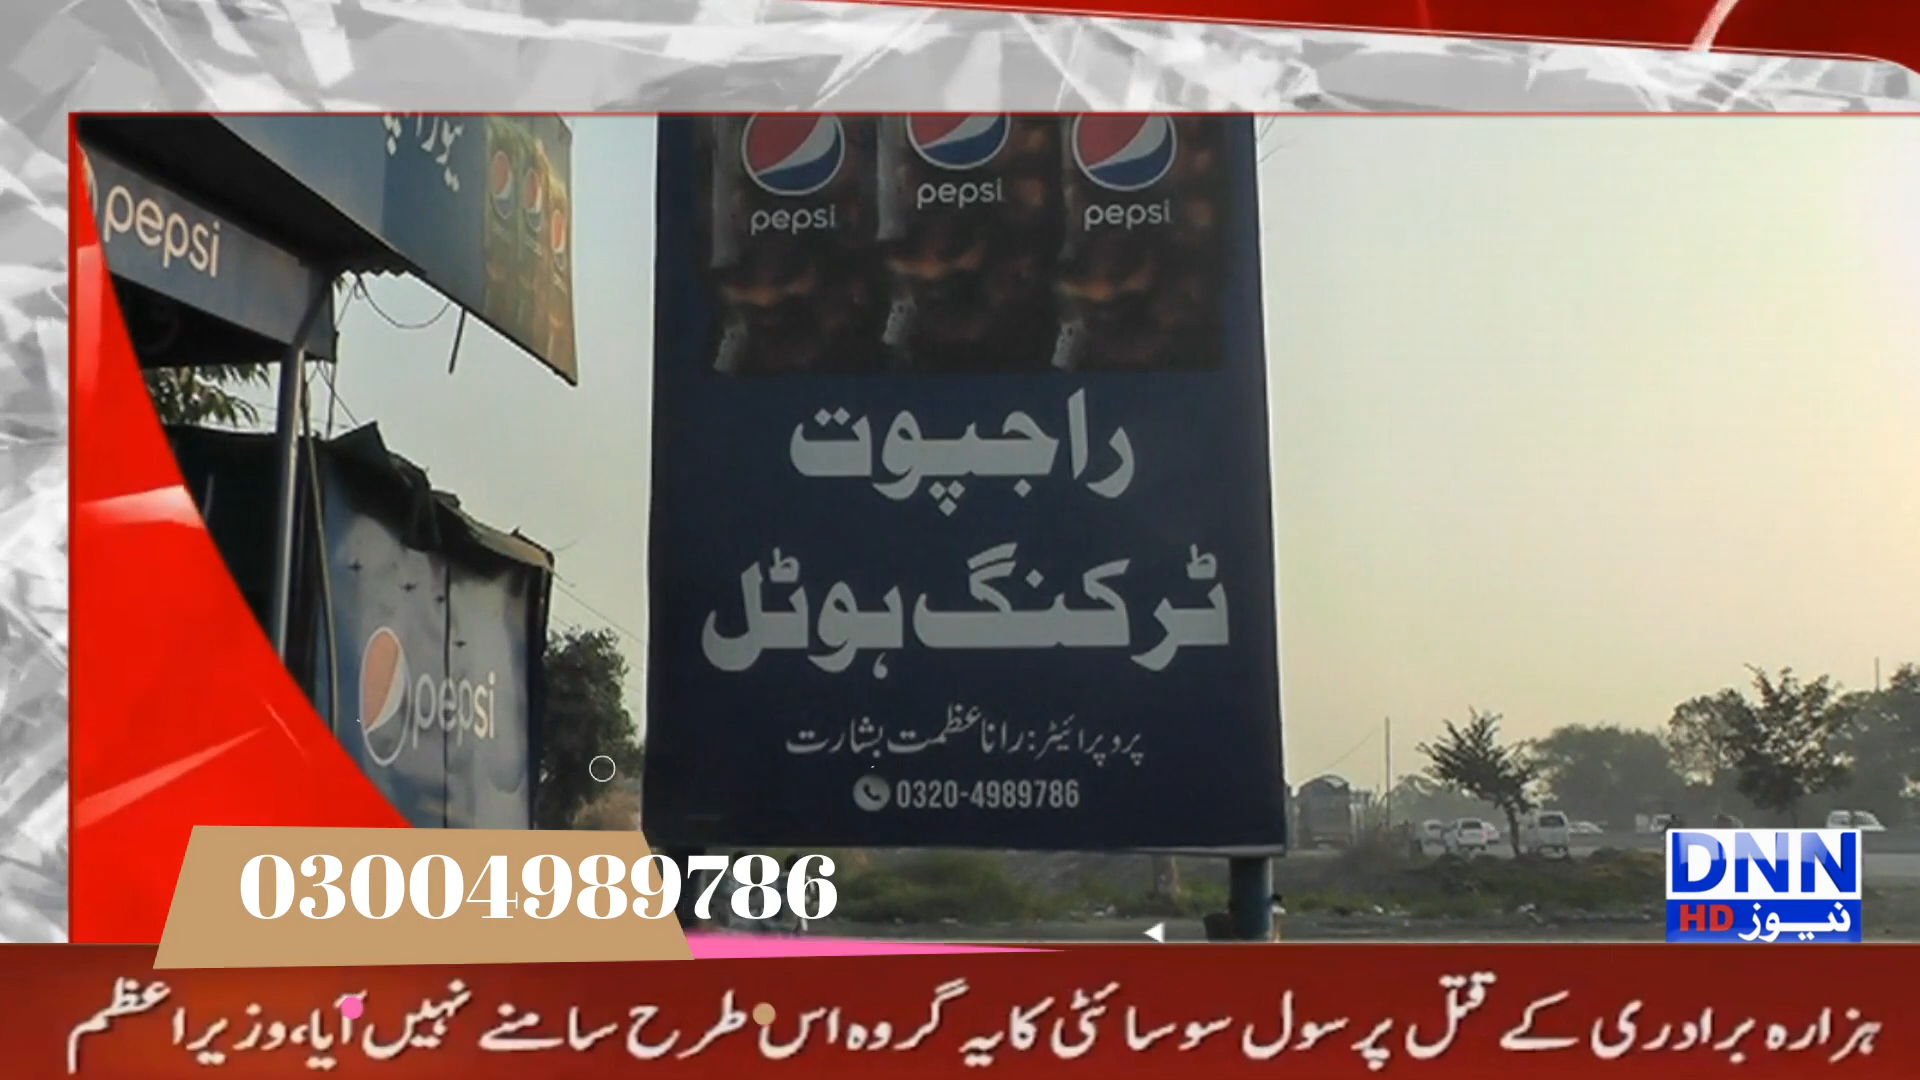 pepsi
pepsi
pepsi
pepsi
راجپوت
ٹرکنگ ہوٹل
پروپرائیٹر: رانا عظمت بشارت
0320-4989786
pepsi
03004989786
DNN
HD نیوز
ہزارہ برادری کے قتل پر سول سوسائٹی کا یہ گروہ اس طرح سامنے نہیں آیا، وزیراعظم